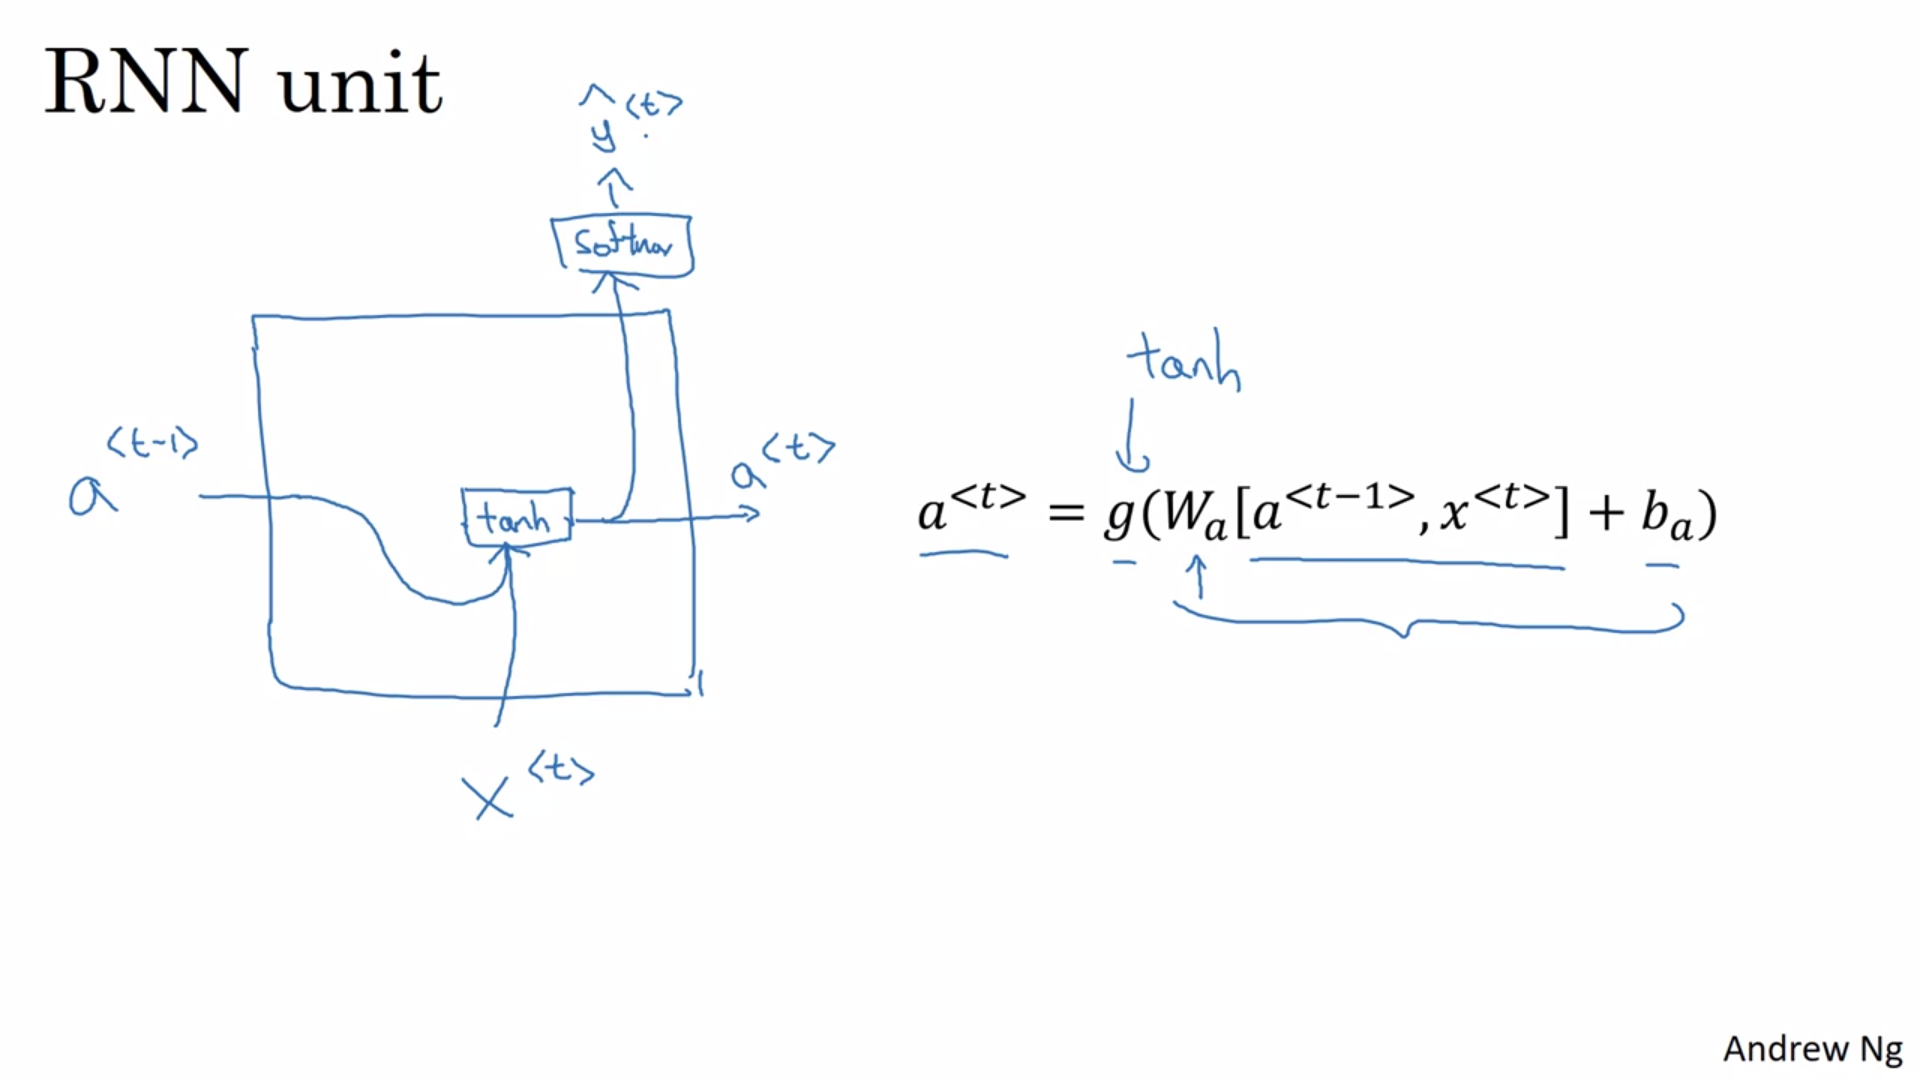 RNN unit
ŷ<t>
softmax
tanh
a<t-1>
a<t>
tanh
a<t> = g(Wₐ[a<t−1>, x<t>] + bₐ)
x<t>
Andrew Ng